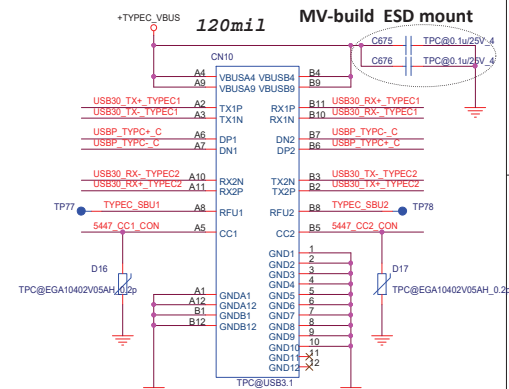 +TYPEC_VBUS
120mil
MV-build ESD mount
C675 TPC@0.1u/25V_4
C676 TPC@0.1u/25V_4
CN10
A4 VBUSA4 VBUSB4 B4
A9 VBUSA9 VBUSB9 B9
USB30_TX+_TYPEC1 A2 TX1P RX1P B11 USB30_RX+_TYPEC1
USB30_TX-_TYPEC1 A3 TX1N RX1N B10 USB30_RX-_TYPEC1
USBP_TYPC+_C A6 DP1 DN2 B7 USBP_TYPC-_C
USBP_TYPC-_C A7 DN1 DP2 B6 USBP_TYPC+_C
USB30_RX-_TYPEC2 A10 RX2N TX2N B3 USB30_TX-_TYPEC2
USB30_RX+_TYPEC2 A11 RX2P TX2P B2 USB30_TX+_TYPEC2
TP77 TYPEC_SBU1 A8 RFU1 RFU2 B8 TYPEC_SBU2 TP78
5447_CC1_CON A5 CC1 CC2 B5 5447_CC2_CON
GND1 1
GND2 2
GND3 3
D16 GND4 4 D17
TPC@EGA10402V05AH_0.2p A1 GNDA1 GND5 5 TPC@EGA10402V05AH_0.2p
A12 GNDA12 GND6 6
B1 GNDB1 GND7 7
B12 GNDB12 GND8 8
GND9 9
GND10 10
GND11 11
GND12 12
TPC@USB3.1